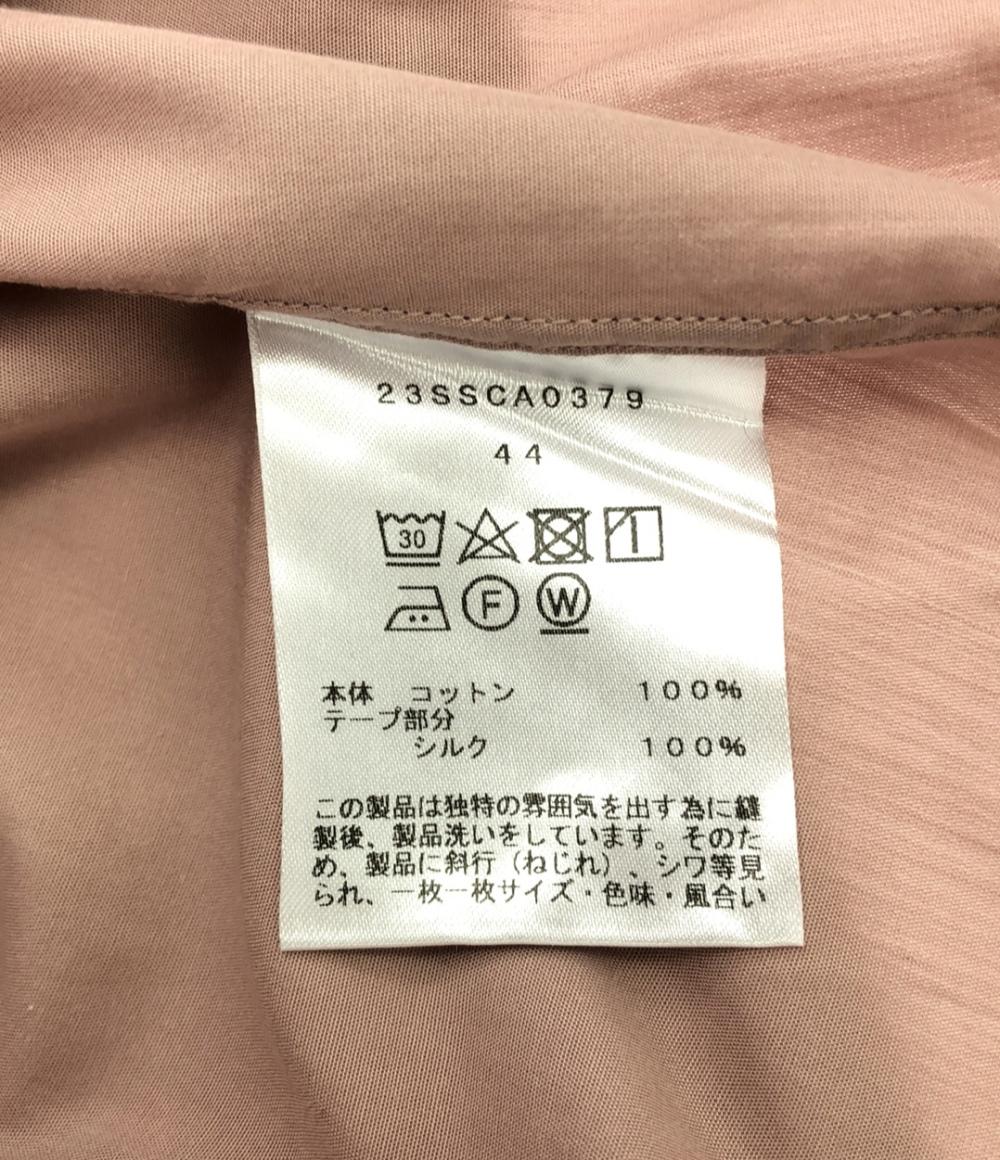 23SSCA0379
44
30
F
W
本体 コットン 100%
テープ部分
シルク 100%
この製品は独特の雰囲気を出す為に縫
製後、製品洗いをしています。そのた
め、製品に斜行（ねじれ）、シワ等見
られ、一枚一枚サイズ・色味・風合い